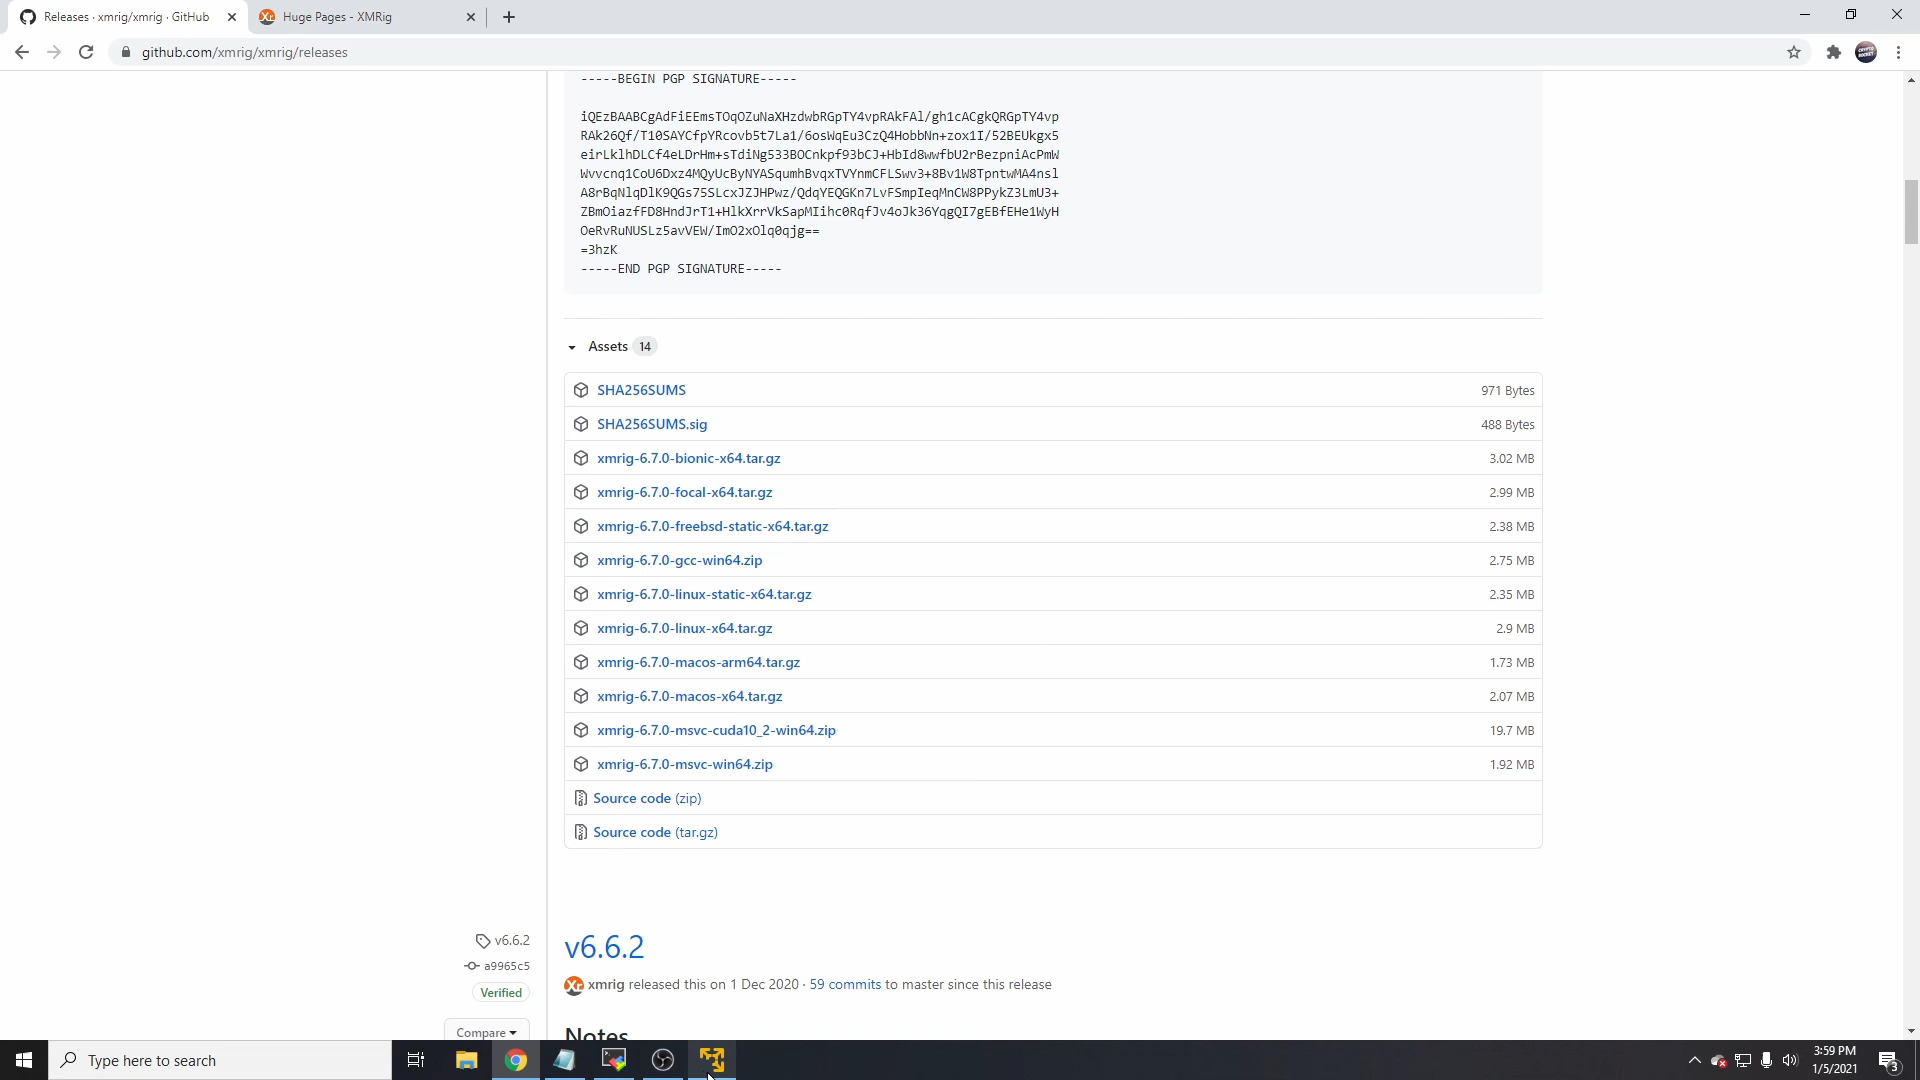 Releases · xmrig/xmrig · GitHub
Huge Pages - XMRig
github.com/xmrig/xmrig/releases
-----BEGIN PGP SIGNATURE-----
iQEzBAABCgAdFiEEmsTOqOZuNaXHzdwbRGpTY4vpRAkFAl/gh1cACgkQRGpTY4vp
RAk26Qf/T10SAYCfpYRcovb5t7La1/6osWqEu3CzQ4HobbNn+zox1I/52BEUkgx5
eirLklhDLCf4eLDrHm+sTdiNg533BOCnkpf93bCJ+HbId8wwfbU2rBezpniAcPmW
Wvvcnq1CoU6Dxz4MQyUcByNYASqumhBvqxTVYnmCFLSwv3+8Bv1W8TpntwMA4nsl
A8rBqNlqDlK9QGs75SLcxJZJHPwz/QdqYEQGKn7LvFSmpIeqMnCW8PPykZ3LmU3+
ZBmOiazfFD8HndJrT1+HlkXrrVkSapMIihc0RqfJv4oJk36YqgQI7gEBfEHe1WyH
OeRvRuNUSLz5avVEW/ImO2xOlq0qjg==
=3hzK
-----END PGP SIGNATURE-----
Assets 14
SHA256SUMS 971 Bytes
SHA256SUMS.sig 488 Bytes
xmrig-6.7.0-bionic-x64.tar.gz 3.02 MB
xmrig-6.7.0-focal-x64.tar.gz 2.99 MB
xmrig-6.7.0-freebsd-static-x64.tar.gz 2.38 MB
xmrig-6.7.0-gcc-win64.zip 2.75 MB
xmrig-6.7.0-linux-static-x64.tar.gz 2.35 MB
xmrig-6.7.0-linux-x64.tar.gz 2.9 MB
xmrig-6.7.0-macos-arm64.tar.gz 1.73 MB
xmrig-6.7.0-macos-x64.tar.gz 2.07 MB
xmrig-6.7.0-msvc-cuda10_2-win64.zip 19.7 MB
xmrig-6.7.0-msvc-win64.zip 1.92 MB
Source code (zip)
Source code (tar.gz)
v6.6.2
a9965c5
Verified
Compare
v6.6.2
xmrig released this on 1 Dec 2020 · 59 commits to master since this release
Notes
Type here to search
3:59 PM
1/5/2021
3